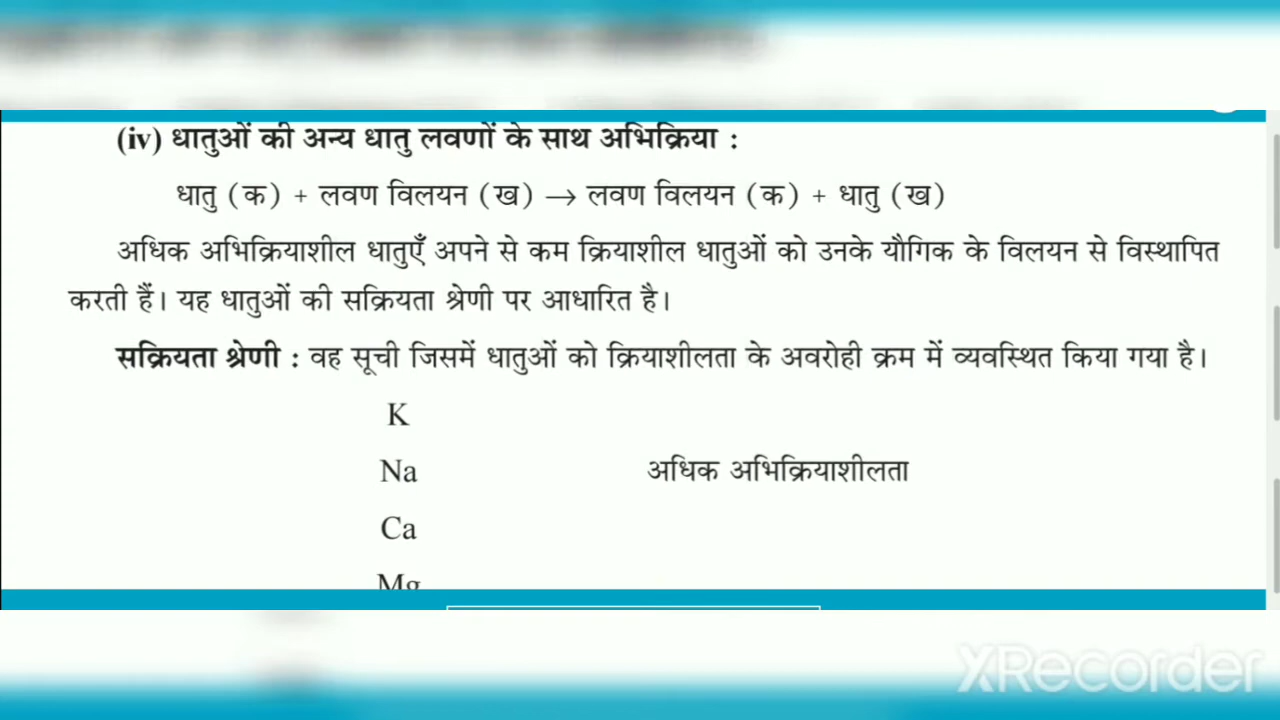 (iv) धातुओं की अन्य धातु लवणों के साथ अभिक्रिया :
धातु (क) + लवण विलयन (ख) → लवण विलयन (क) + धातु (ख)
अधिक अभिक्रियाशील धातुएँ अपने से कम क्रियाशील धातुओं को उनके यौगिक के विलयन से विस्थापित
करती हैं। यह धातुओं की सक्रियता श्रेणी पर आधारित है।
सक्रियता श्रेणी : वह सूची जिसमें धातुओं को क्रियाशीलता के अवरोही क्रम में व्यवस्थित किया गया है।
K
Na अधिक अभिक्रियाशीलता
Ca
Mg
XRecorder